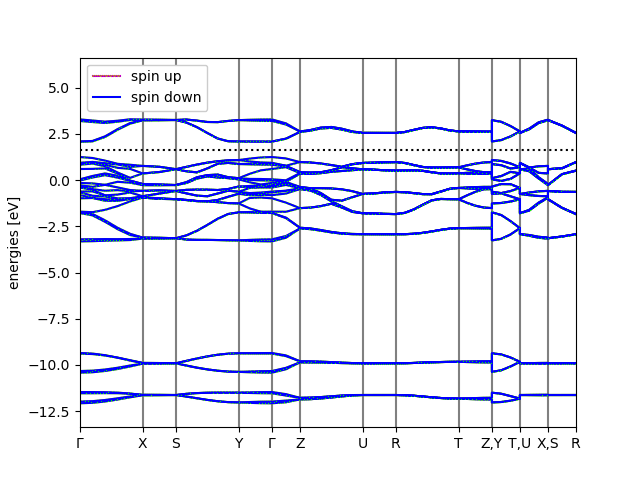 spin up
spin down
energies [eV]
5.0
2.5
0.0
−2.5
−5.0
−7.5
−10.0
−12.5
Γ X S Y Γ Z U R T Z,Y T,U X,S R